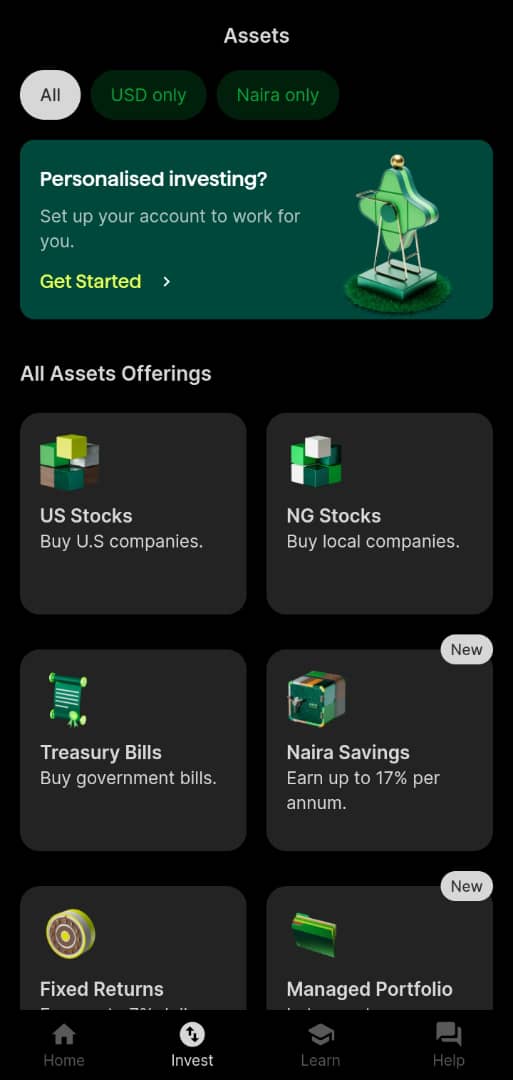 Assets
All
USD only
Naira only
Personalised investing?
Set up your account to work for
you.
Get Started
All Assets Offerings
US Stocks
Buy U.S companies.
NG Stocks
Buy local companies.
Treasury Bills
Buy government bills.
New
Naira Savings
Earn up to 17% per
annum.
Fixed Returns
New
Managed Portfolio
Home
Invest
Learn
Help